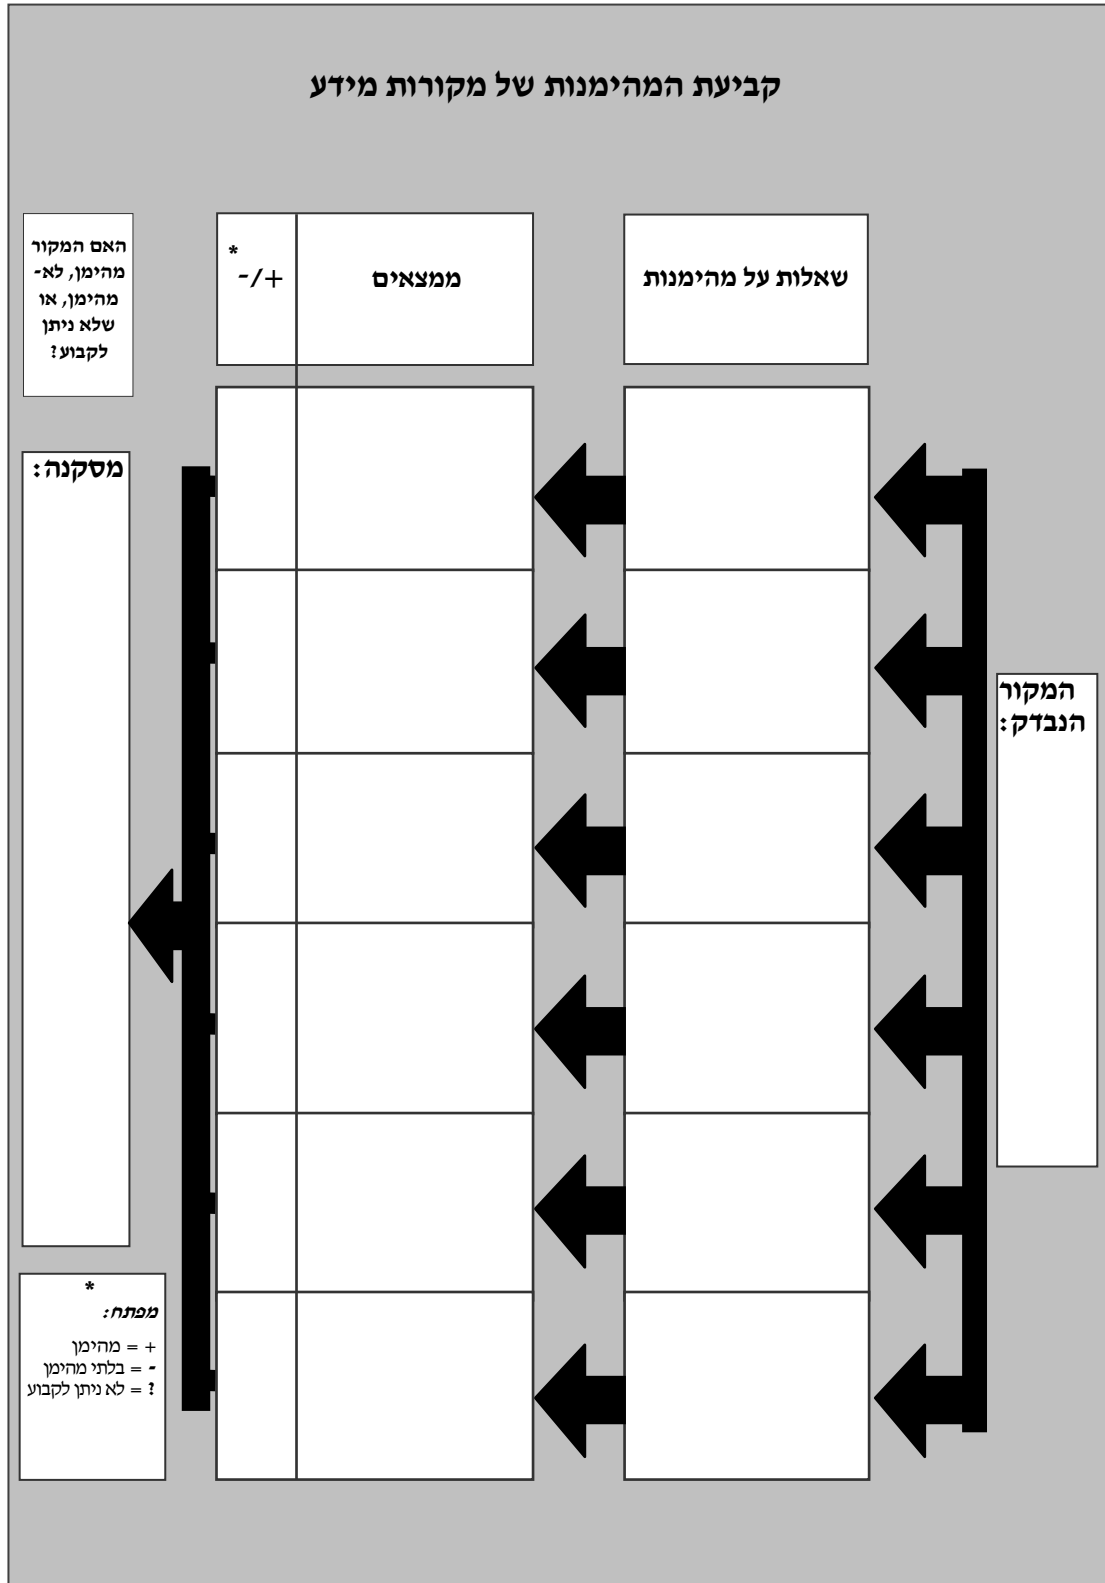 קביעת המהימנות של מקורות מידע
שאלות על מהימנות
ממצאים
*
+/-
האם המקור
מהימן, לא-
מהימן, או
שלא ניתן
לקבוע?
המקור
הנבדק:
מסקנה:
*
מפתח:
+ = מהימן
- = בלתי מהימן
? = לא ניתן לקבוע